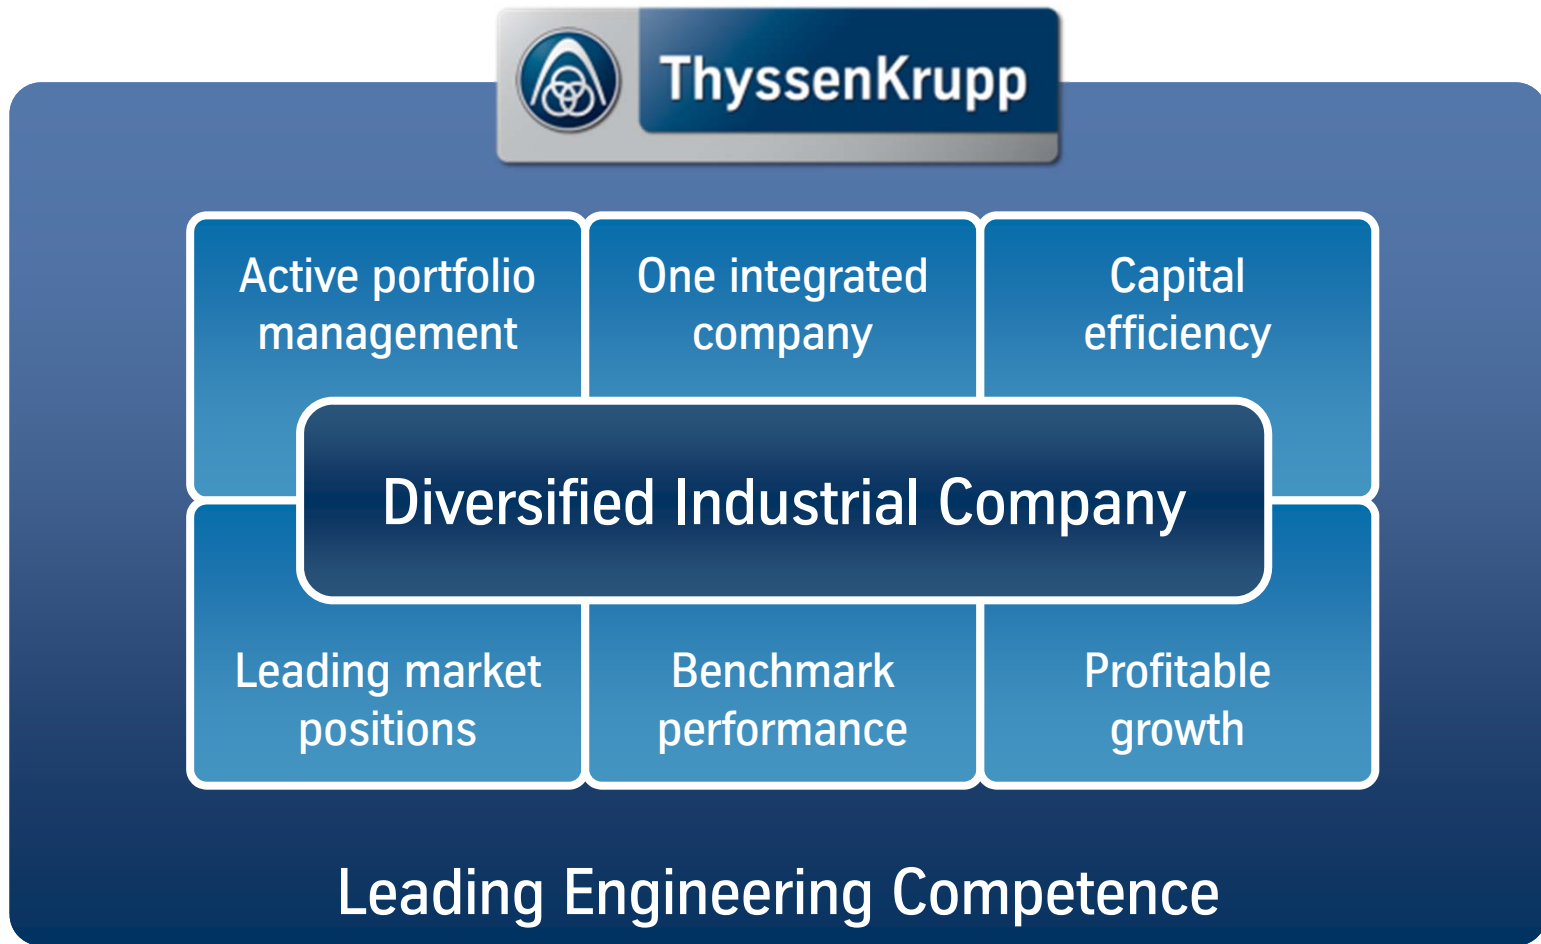 ThyssenKrupp
Active portfolio
management
One integrated
company
Capital
efficiency
Diversified Industrial Company
Leading market
positions
Benchmark
performance
Profitable
growth
Leading Engineering Competence